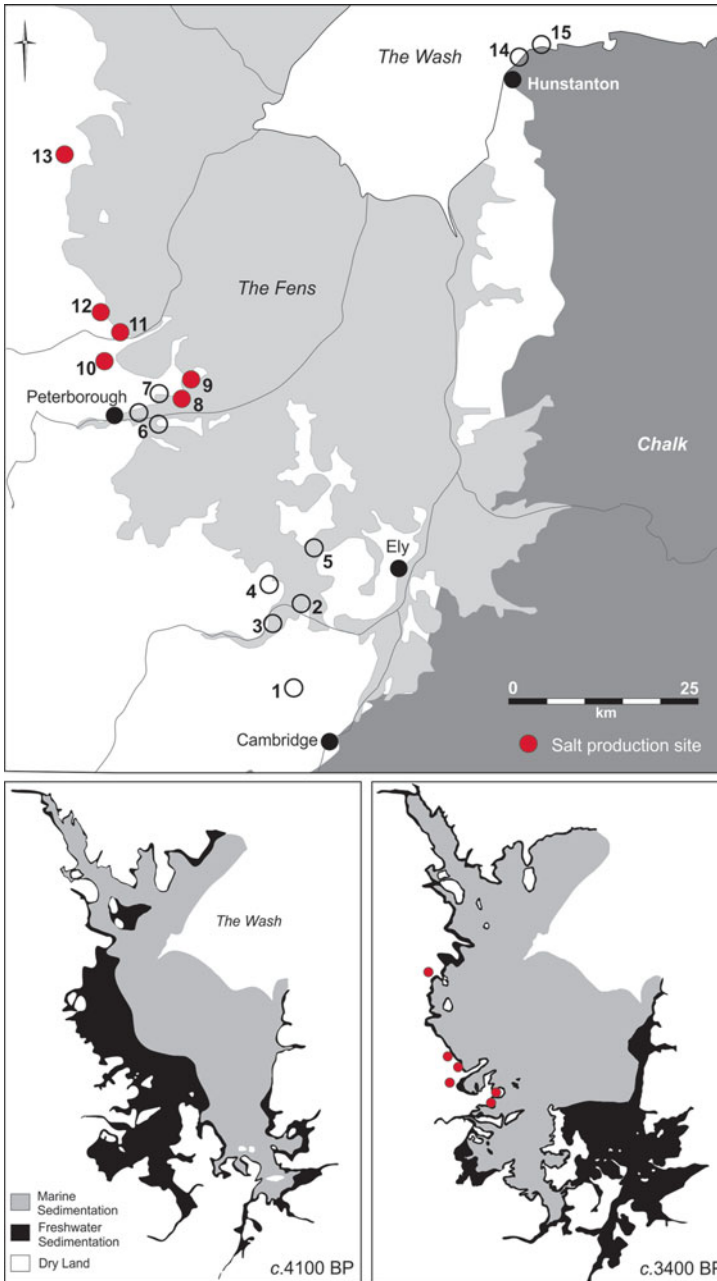 15
14
The Wash
Hunstanton
13
The Fens
12
11
10
9
7
8
Peterborough
6
Chalk
Ely
5
4
2
3
1
0 25
km
Cambridge
Salt production site
The Wash
Marine
Sedimentation
Freshwater
Sedimentation
Dry Land
c.4100 BP
c.3400 BP